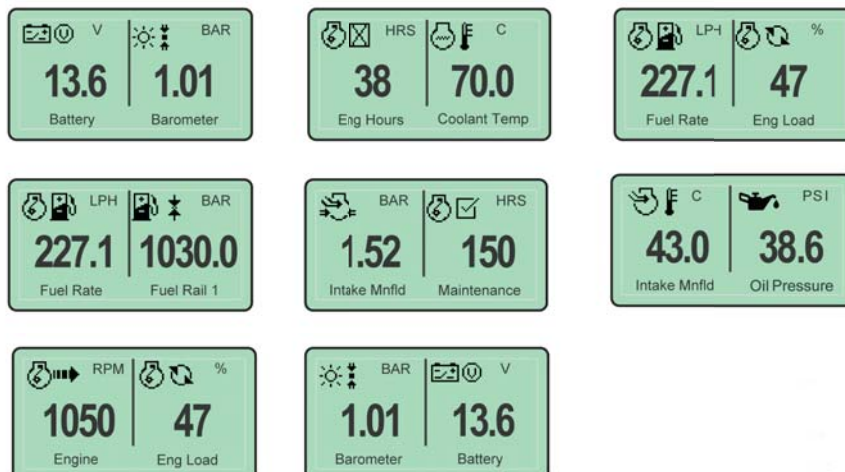 V BAR
13.6 1.01
Battery Barometer
HRS C
38 70.0
Eng Hours Coolant Temp
LPH %
227.1 47
Fuel Rate Eng Load
LPH BAR
227.1 1030.0
Fuel Rate Fuel Rail 1
BAR HRS
1.52 150
Intake Mnfld Maintenance
C PSI
43.0 38.6
Intake Mnfld Oil Pressure
RPM %
1050 47
Engine Eng Load
BAR V
1.01 13.6
Barometer Battery